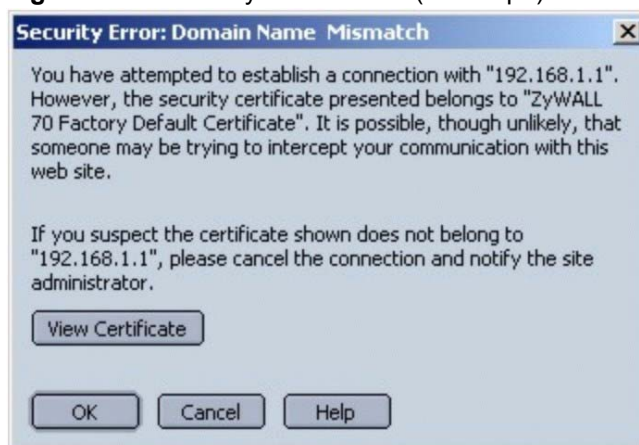 Security Error: Domain Name Mismatch
You have attempted to establish a connection with "192.168.1.1".
However, the security certificate presented belongs to "ZyWALL
70 Factory Default Certificate". It is possible, though unlikely, that
someone may be trying to intercept your communication with this
web site.
If you suspect the certificate shown does not belong to
"192.168.1.1", please cancel the connection and notify the site
administrator.
View Certificate
OK Cancel Help